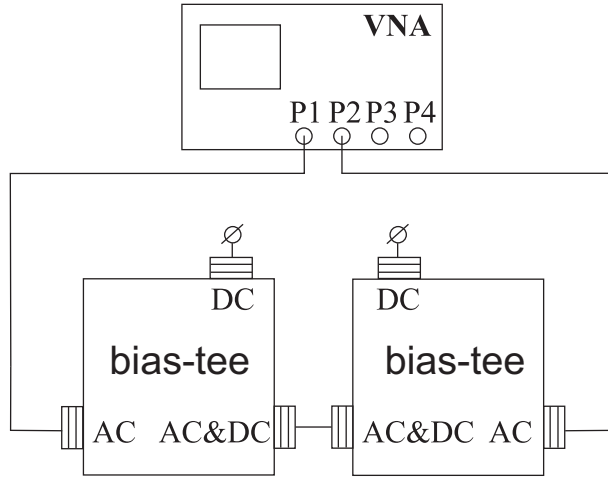 VNA
P1 P2 P3 P4
DC DC
bias-tee bias-tee
AC AC&DC AC&DC AC